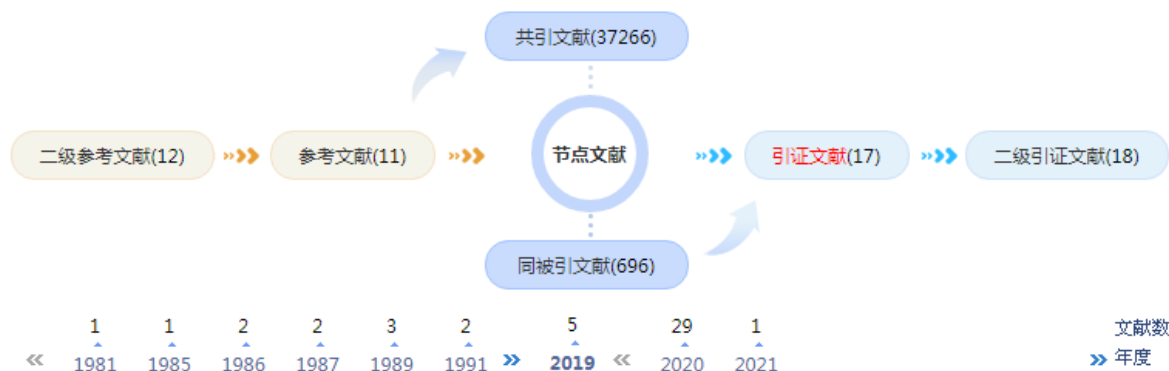 共引文献(37266)
二级参考文献(12)
参考文献(11)
节点文献
引证文献(17)
二级引证文献(18)
同被引文献(696)
1 1 2 2 3 2 5 29 1 文献数
1981 1985 1986 1987 1989 1991 2019 2020 2021 年度